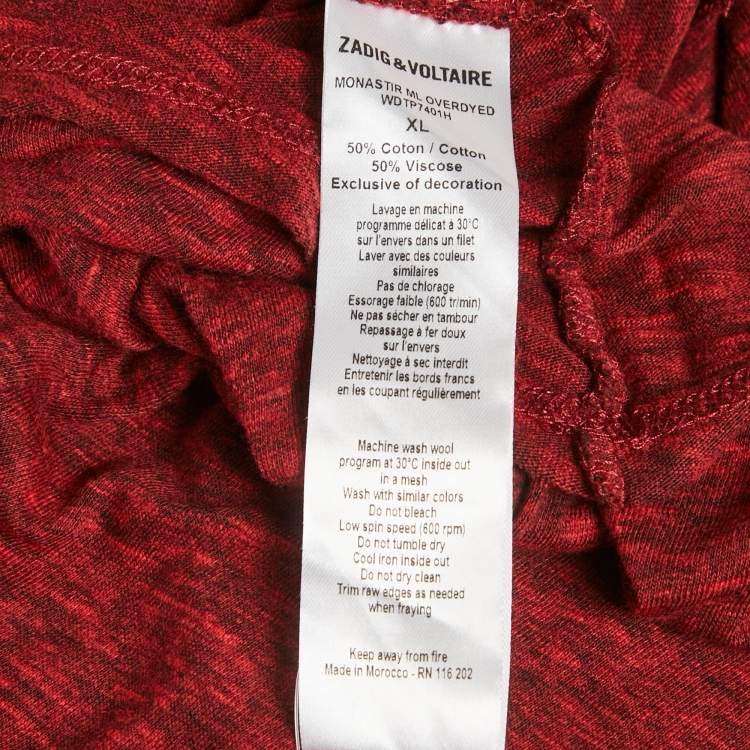 ZADIG&VOLTAIRE
MONASTIR ML OVERDYED
WDTP7401H
XL
50% Coton / Cotton
50% Viscose
Exclusive of decoration
Lavage en machine
programme délicat à 30°C
sur l'envers dans un filet
Laver avec des couleurs
similaires
Pas de chlorage
Essorage faible (600 tr/min)
Ne pas sécher en tambour
Repassage à fer doux
sur l'envers
Nettoyage à sec interdit
Entretenir les bords francs
en les coupant régulièrement
Machine wash wool
program at 30°C inside out
in a mesh
Wash with similar colors
Do not bleach
Low spin speed (600 rpm)
Do not tumble dry
Cool iron inside out
Do not dry clean
Trim raw edges as needed
when fraying
Keep away from fire
Made in Morocco - RN 116 202